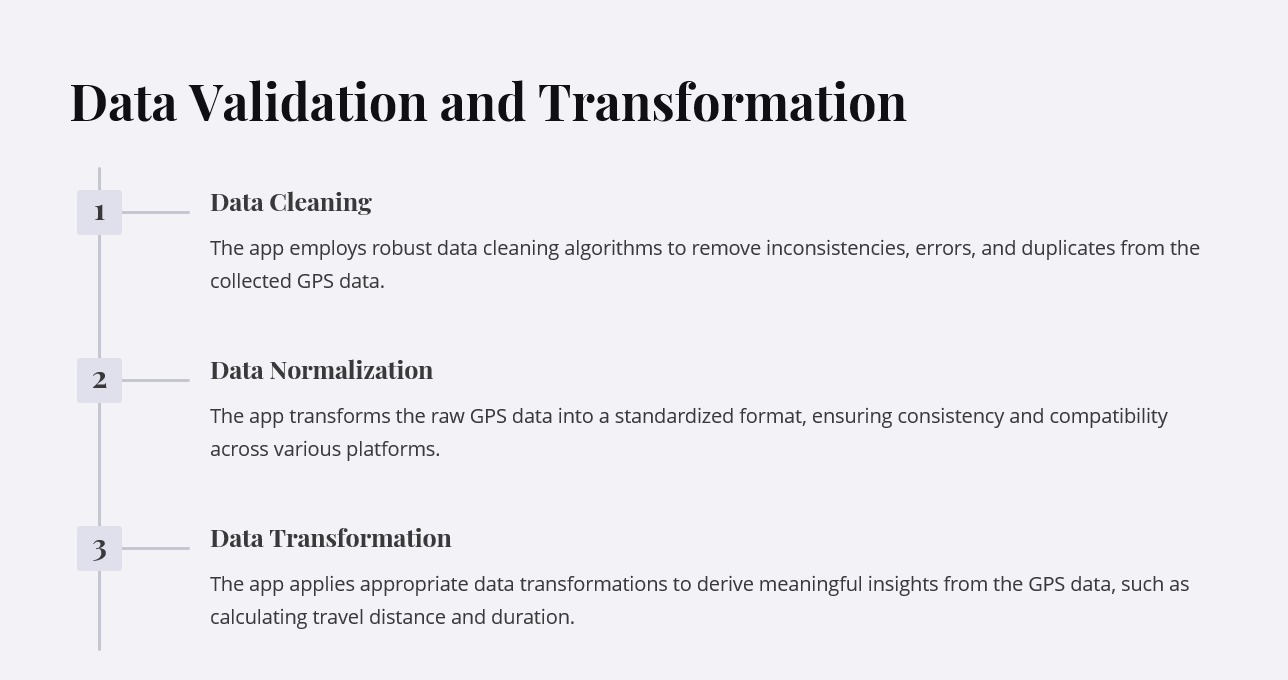 Data Validation and Transformation
1
Data Cleaning
The app employs robust data cleaning algorithms to remove inconsistencies, errors, and duplicates from the
collected GPS data.
2
Data Normalization
The app transforms the raw GPS data into a standardized format, ensuring consistency and compatibility
across various platforms.
3
Data Transformation
The app applies appropriate data transformations to derive meaningful insights from the GPS data, such as
calculating travel distance and duration.